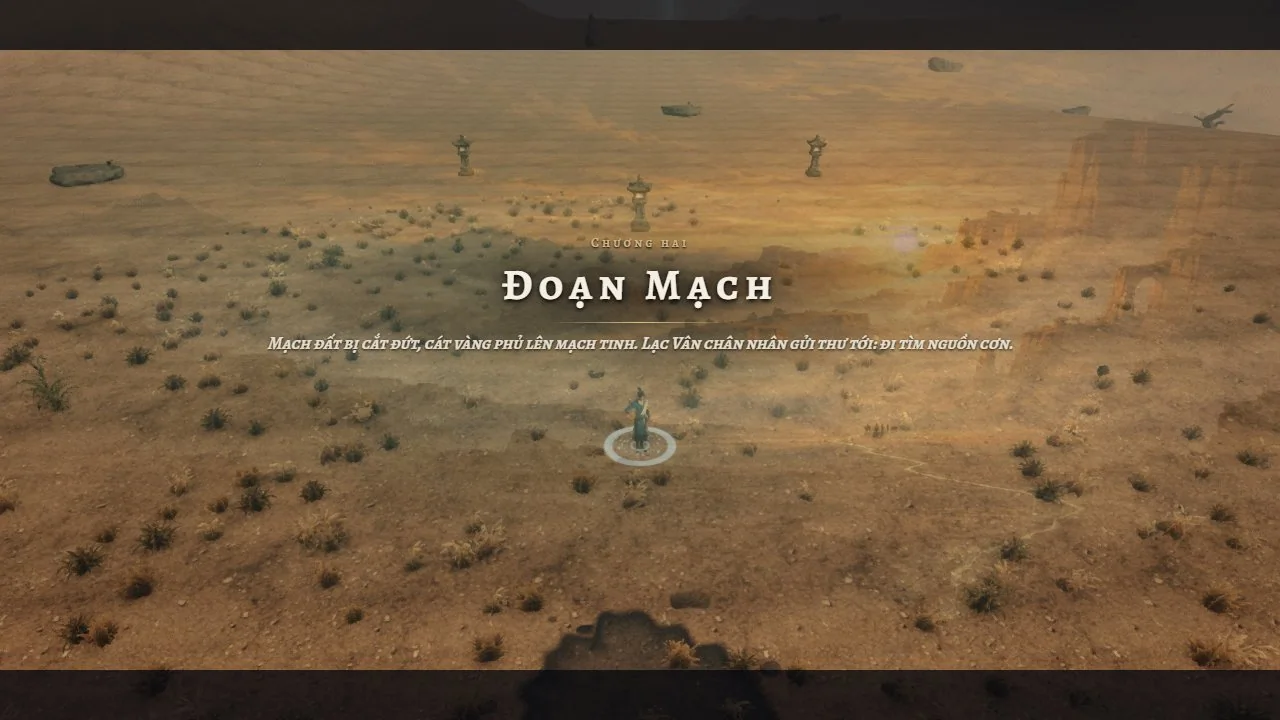 Chương hai
Đoạn Mạch
Mạch đất bị cắt đứt, cát vàng phủ lên mạch tinh. Lạc Vân chân nhân gửi thư tới: đi tìm nguồn cơn.